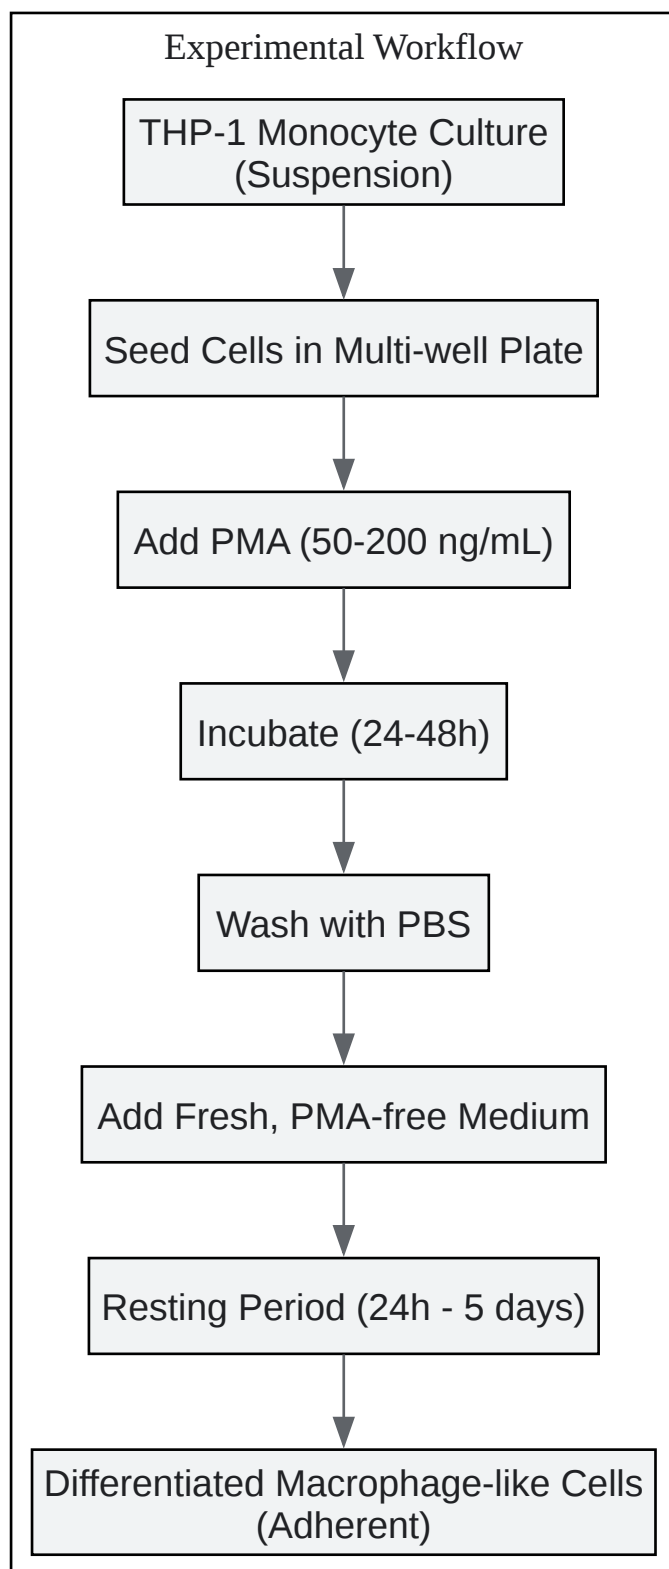 Experimental Workflow
THP-1 Monocyte Culture
(Suspension)
Seed Cells in Multi-well Plate
Add PMA (50-200 ng/mL)
Incubate (24-48h)
Wash with PBS
Add Fresh, PMA-free Medium
Resting Period (24h - 5 days)
Differentiated Macrophage-like Cells
(Adherent)